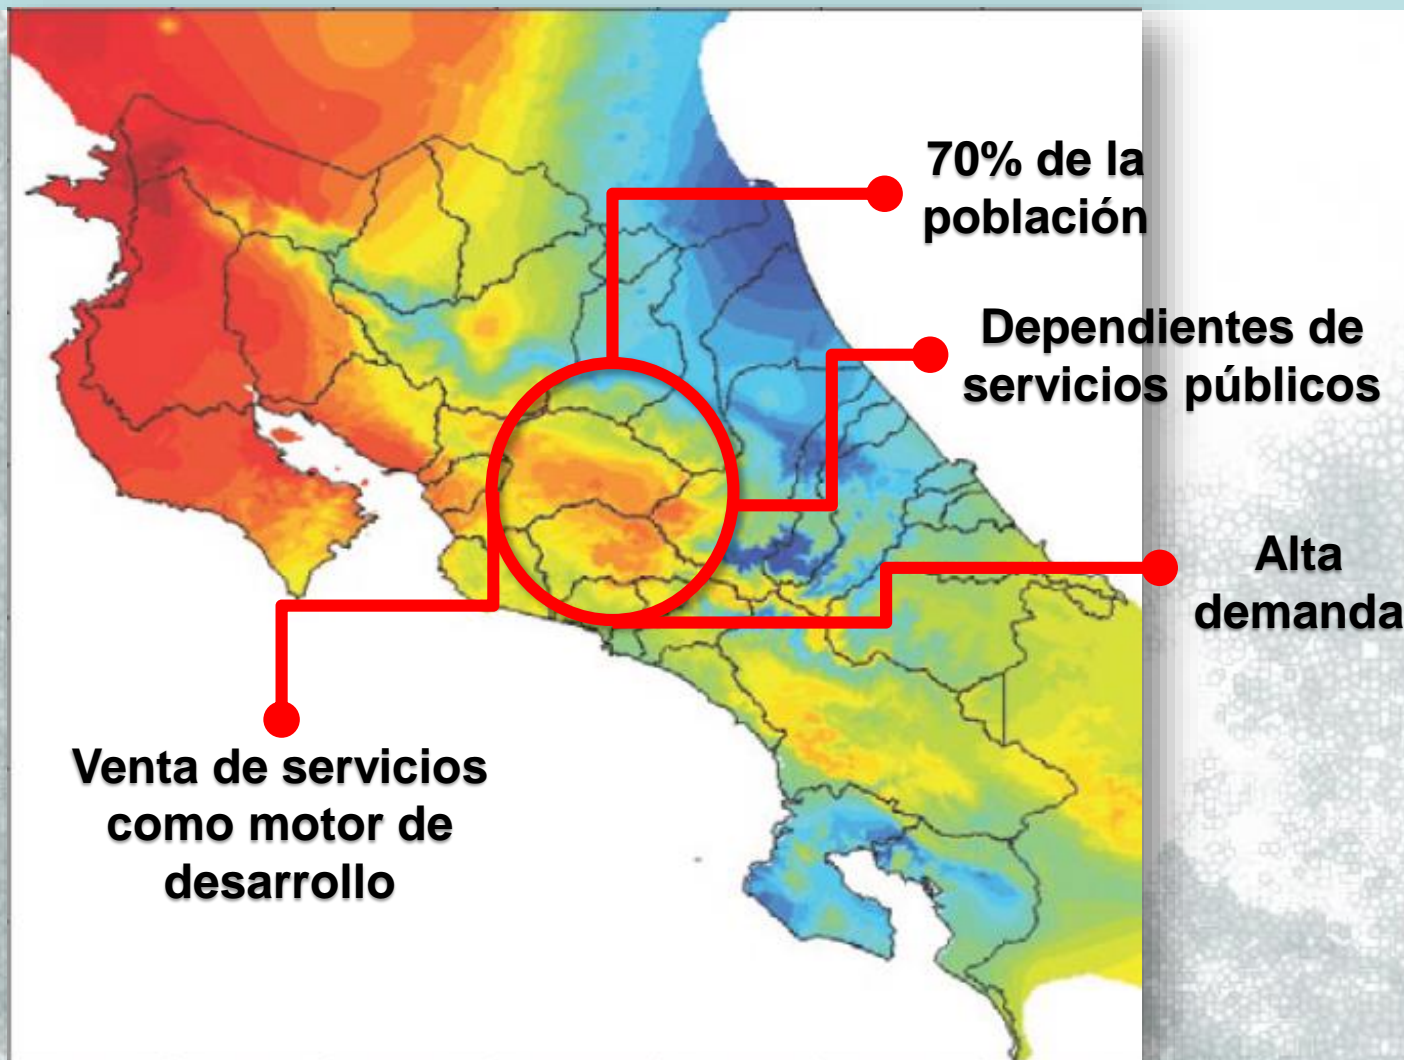 70% de la
población
Dependientes de
servicios públicos
Alta
demanda
Venta de servicios
como motor de
desarrollo